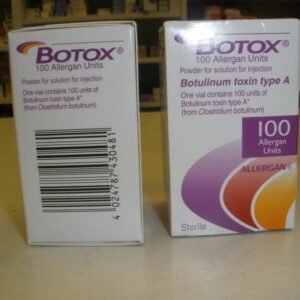 BOTOX®
100 Allergan Units
Powder for solution for injection
One vial contains 100 units of
Botulinum toxin type A*
(from Clostridium botulinum)
4 024787 430481
BOTOX®
100 Allergan Units
Powder for solution for injection
Botulinum toxin type A
One vial contains 100 units of
Botulinum toxin type A*
(from Clostridium botulinum)
100
Allergan
Units
ALLERGAN
Sterile